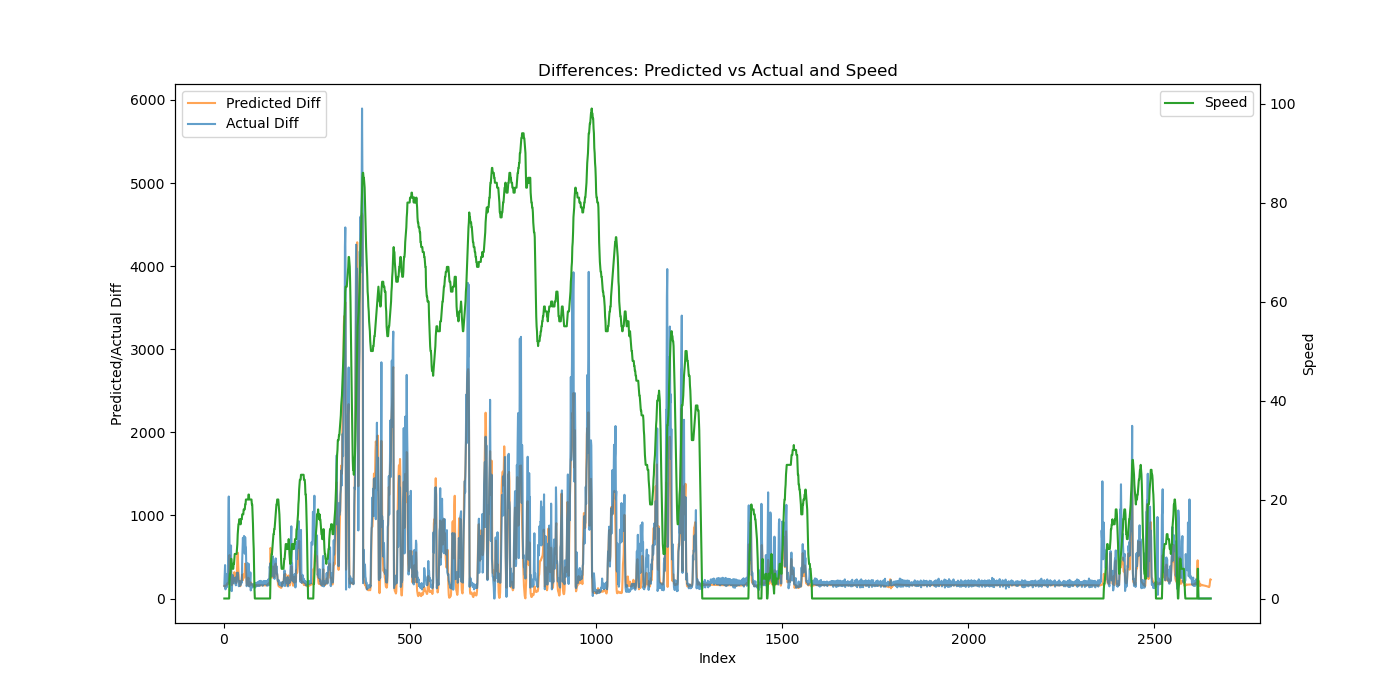 Differences: Predicted vs Actual and Speed
Predicted Diff
Actual Diff
Speed
6000
5000
4000
3000
2000
1000
0
Predicted/Actual Diff
100
80
60
40
20
0
Speed
0
500
1000
1500
2000
2500
Index